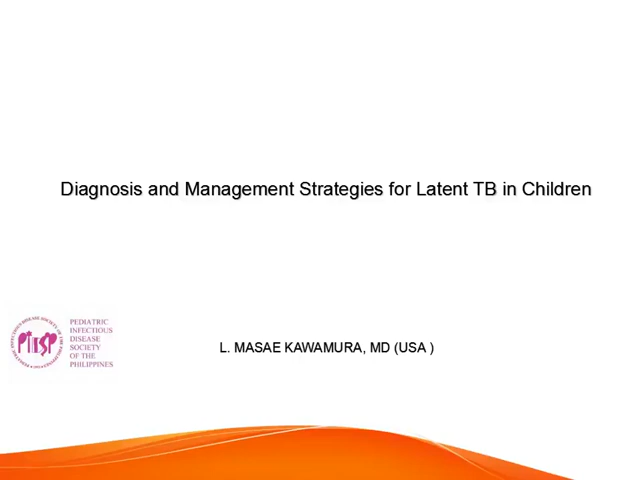 Diagnosis and Management Strategies for Latent TB in Children
PEDIATRIC
INFECTIOUS
DISEASE
SOCIETY
OF THE
PHILIPPINES
L. MASAE KAWAMURA, MD (USA )